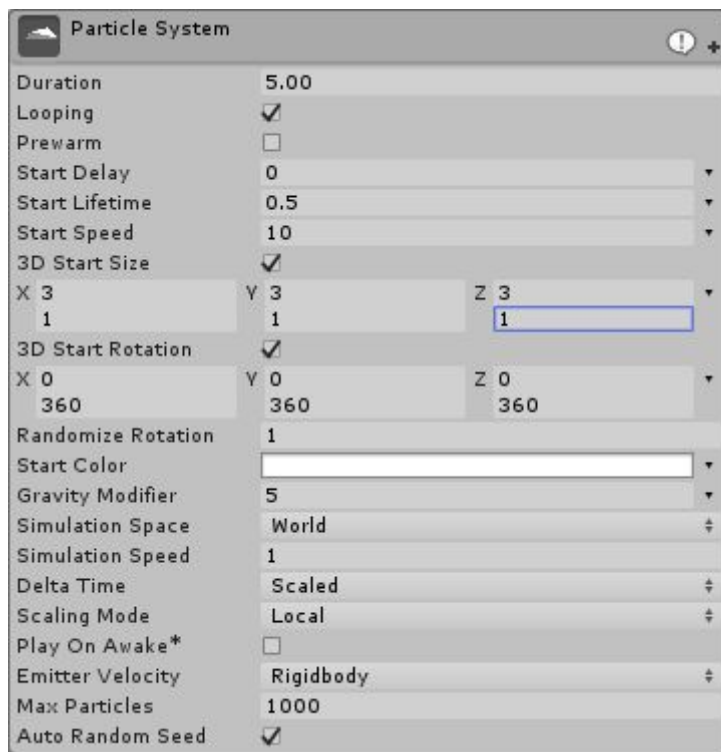 Particle System
Duration 5.00
Looping
Prewarm
Start Delay 0
Start Lifetime 0.5
Start Speed 10
3D Start Size
X 3 Y 3 Z 3
1 1 1
3D Start Rotation
X 0 Y 0 Z 0
360 360 360
Randomize Rotation 1
Start Color
Gravity Modifier 5
Simulation Space World
Simulation Speed 1
Delta Time Scaled
Scaling Mode Local
Play On Awake*
Emitter Velocity Rigidbody
Max Particles 1000
Auto Random Seed